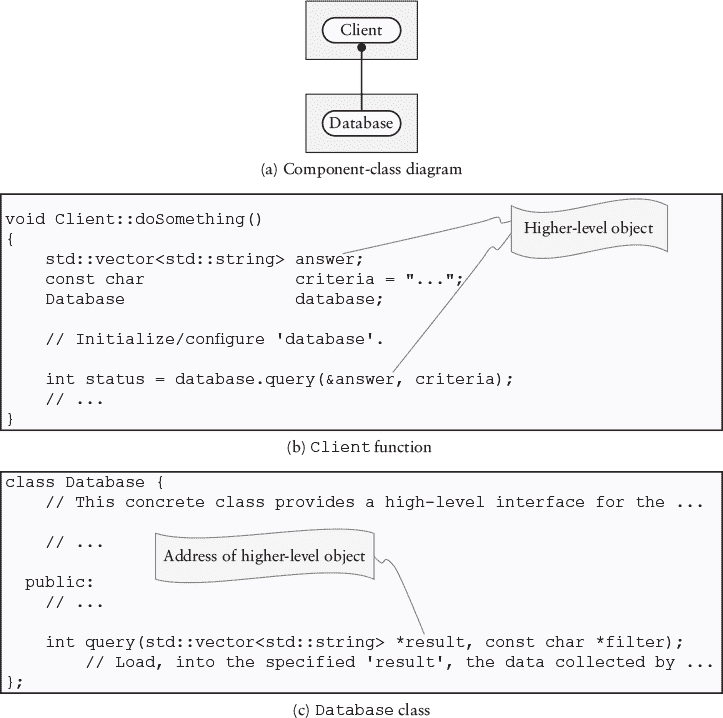 Client
Database
(a) Component-class diagram
void Client::doSomething()
{
    std::vector<std::string> answer;
    const char               criteria = "...";
    Database                 database;
    // Initialize/configure 'database'.
    int status = database.query(&answer, criteria);
    // ...
}
Higher-level object
(b) Client function
class Database {
    // This concrete class provides a high-level interface for the ...
    // ...
Address of higher-level object
  public:
    // ...
    int query(std::vector<std::string> *result, const char *filter);
        // Load, into the specified 'result', the data collected by ...
};
(c) Database class